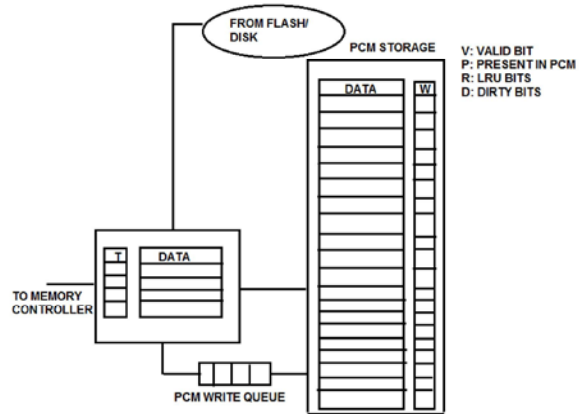 FROM FLASH/
DISK
PCM STORAGE
V: VALID BIT
P: PRESENT IN PCM
R: LRU BITS
D: DIRTY BITS
DATA
W
T
DATA
TO MEMORY
CONTROLLER
PCM WRITE QUEUE